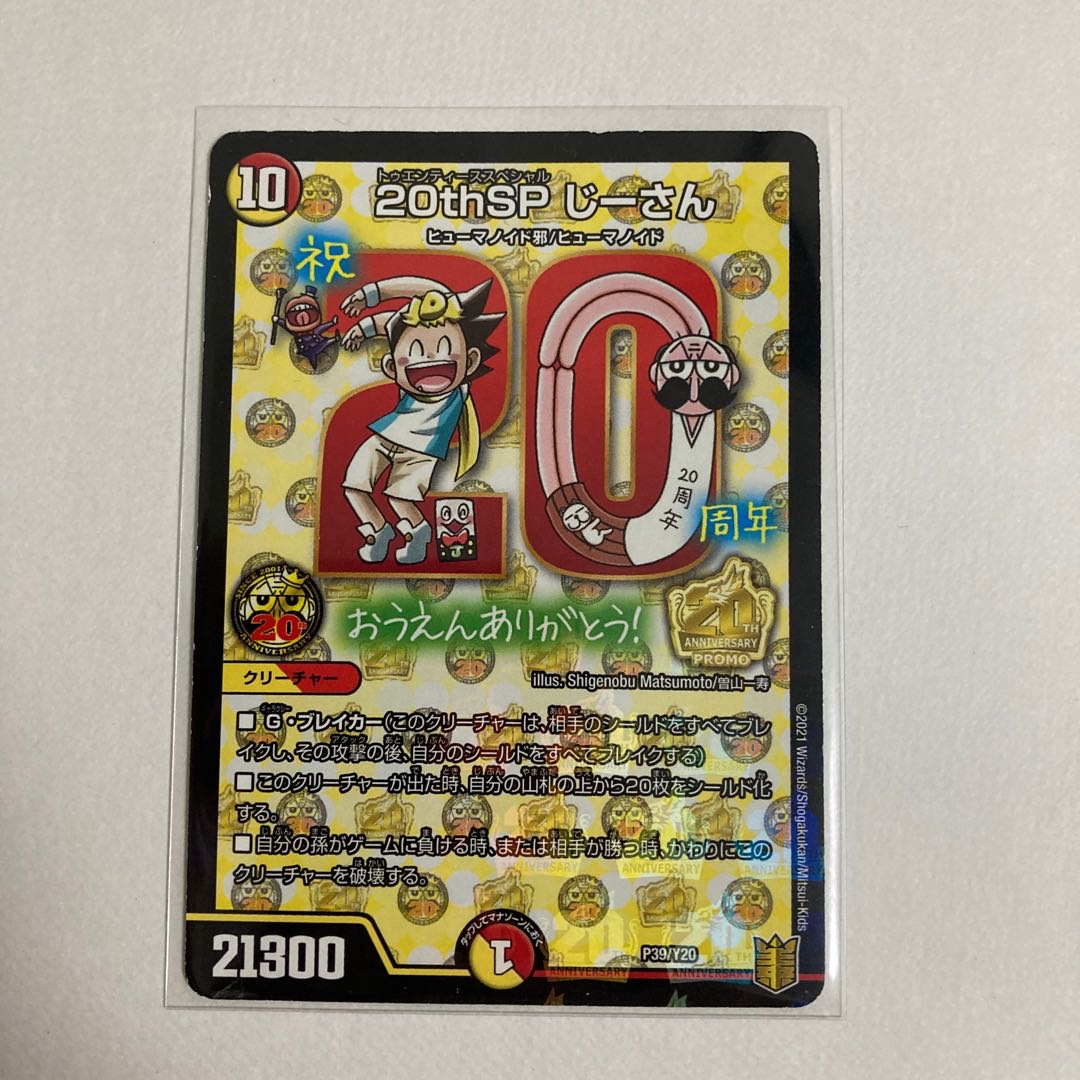 10
トゥエンティーススペシャル
20thSP じーさん
ヒューマノイド邪/ヒューマノイド
祝
20
20周年
周年
SINCE 2001
20th
ANNIVERSARY
おうえんありがとう!
20TH
ANNIVERSARY
PROMO
クリーチャー
illus. Shigenobu Matsumoto/曽山一寿
■G・ブレイカー(このクリーチャーは、相手のシールドをすべてブレ
イクし、その攻撃の後、自分のシールドをすべてブレイクする)
■このクリーチャーが出た時、自分の山札の上から20枚をシールド化
する。
■自分の孫がゲームに負ける時、または相手が勝つ時、かわりにこの
クリーチャーを破壊する。
©2021 Wizards/Shogakukan/Mitsui-Kids
21300
タップしてマナゾーンにおく
1
P39/Y20